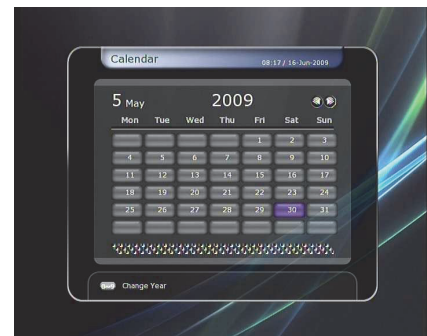 Calendar 08:17 / 16-Jun-2009
5 May 2009
Mon Tue Wed Thu Fri Sat Sun
1 2 3
4 5 6 7 8 9 10
11 12 13 14 15 16 17
18 19 20 21 22 23 24
25 26 27 28 29 30 31
Change Year